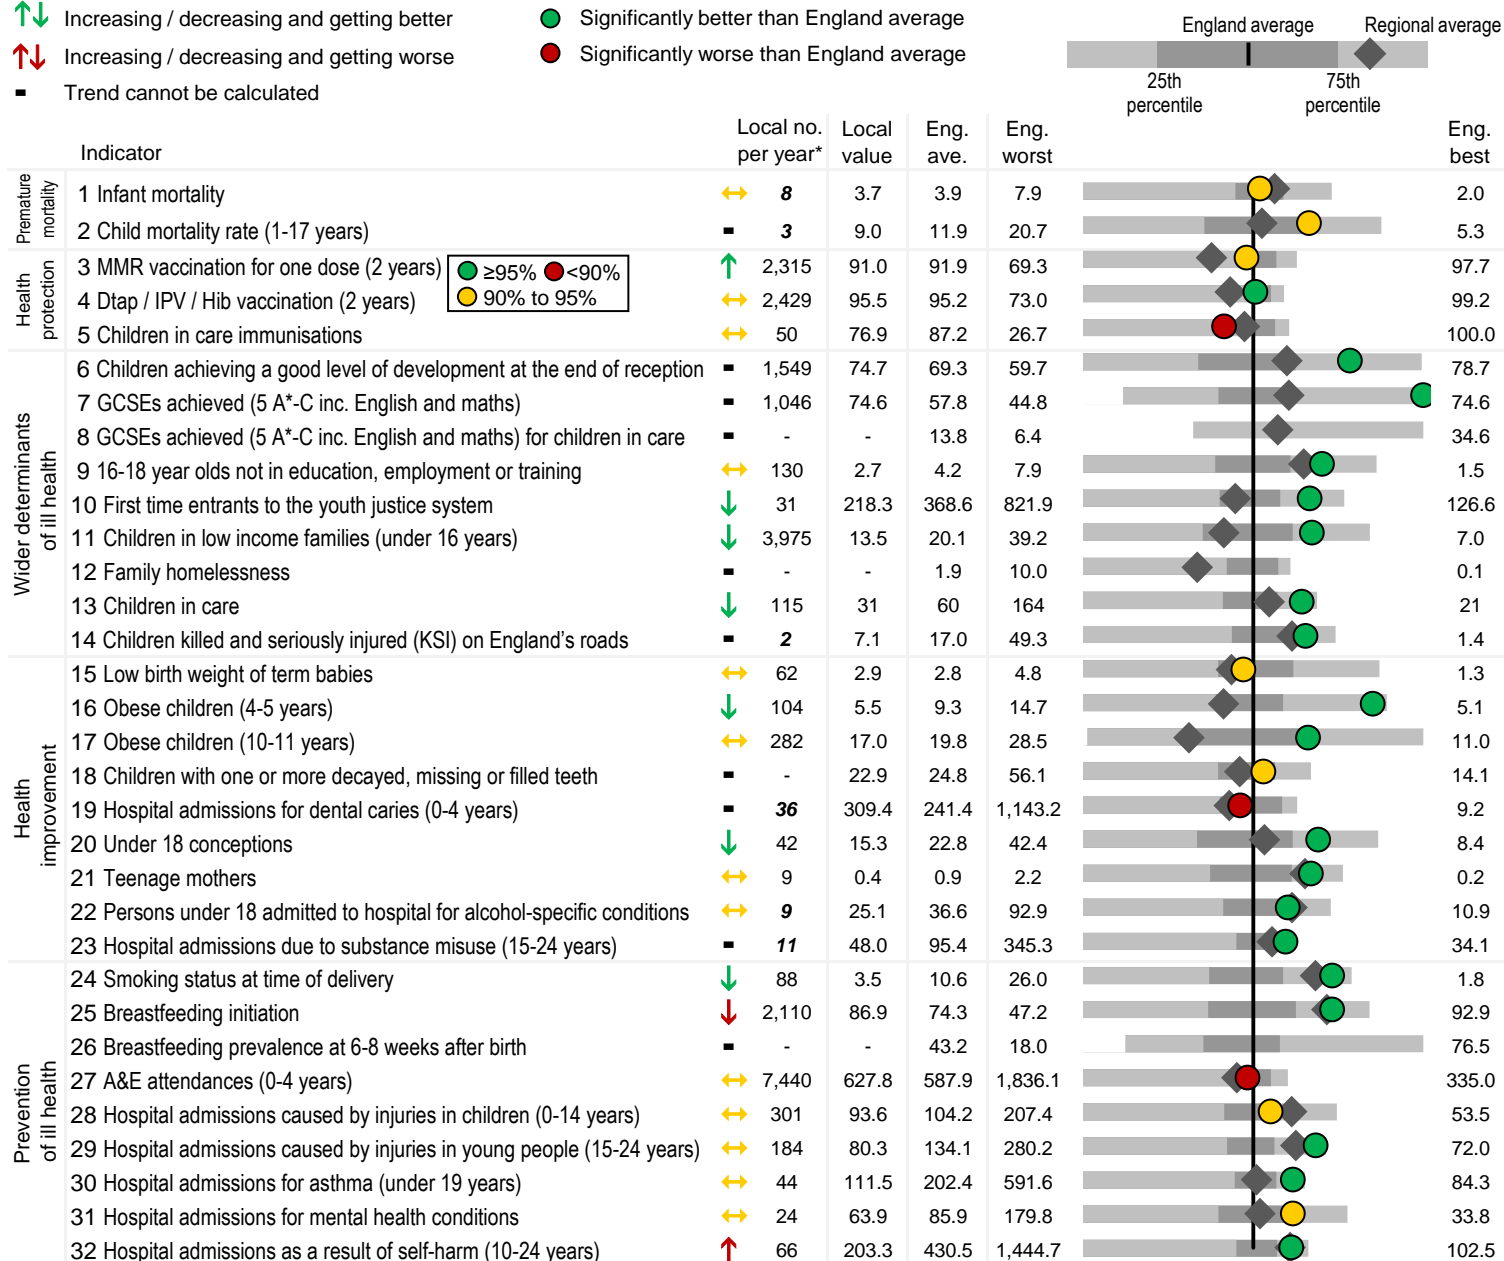 ↑↓ Increasing / decreasing and getting better
Significantly better than England average
↑↓ Increasing / decreasing and getting worse
Significantly worse than England average
- Trend cannot be calculated
England average Regional average
25th percentile 75th percentile
Indicator Local no. per year* Local value Eng. ave. Eng. worst Eng. best
Premature mortality
1 Infant mortality ↔ 8 3.7 3.9 7.9 2.0
2 Child mortality rate (1-17 years) - 3 9.0 11.9 20.7 5.3
Health protection
≥95% <90%
90% to 95%
3 MMR vaccination for one dose (2 years) ↑ 2,315 91.0 91.9 69.3 97.7
4 Dtap / IPV / Hib vaccination (2 years) ↔ 2,429 95.5 95.2 73.0 99.2
5 Children in care immunisations ↔ 50 76.9 87.2 26.7 100.0
Wider determinants of ill health
6 Children achieving a good level of development at the end of reception - 1,549 74.7 69.3 59.7 78.7
7 GCSEs achieved (5 A*-C inc. English and maths) - 1,046 74.6 57.8 44.8 74.6
8 GCSEs achieved (5 A*-C inc. English and maths) for children in care - - - 13.8 6.4 34.6
9 16-18 year olds not in education, employment or training ↔ 130 2.7 4.2 7.9 1.5
10 First time entrants to the youth justice system ↓ 31 218.3 368.6 821.9 126.6
11 Children in low income families (under 16 years) ↓ 3,975 13.5 20.1 39.2 7.0
12 Family homelessness - - - 1.9 10.0 0.1
13 Children in care ↓ 115 31 60 164 21
14 Children killed and seriously injured (KSI) on England's roads - 2 7.1 17.0 49.3 1.4
Health improvement
15 Low birth weight of term babies ↔ 62 2.9 2.8 4.8 1.3
16 Obese children (4-5 years) ↓ 104 5.5 9.3 14.7 5.1
17 Obese children (10-11 years) ↔ 282 17.0 19.8 28.5 11.0
18 Children with one or more decayed, missing or filled teeth - - 22.9 24.8 56.1 14.1
19 Hospital admissions for dental caries (0-4 years) - 36 309.4 241.4 1,143.2 9.2
20 Under 18 conceptions ↓ 42 15.3 22.8 42.4 8.4
21 Teenage mothers ↔ 9 0.4 0.9 2.2 0.2
22 Persons under 18 admitted to hospital for alcohol-specific conditions ↔ 9 25.1 36.6 92.9 10.9
23 Hospital admissions due to substance misuse (15-24 years) - 11 48.0 95.4 345.3 34.1
Prevention of ill health
24 Smoking status at time of delivery ↓ 88 3.5 10.6 26.0 1.8
25 Breastfeeding initiation ↓ 2,110 86.9 74.3 47.2 92.9
26 Breastfeeding prevalence at 6-8 weeks after birth - - - 43.2 18.0 76.5
27 A&E attendances (0-4 years) ↔ 7,440 627.8 587.9 1,836.1 335.0
28 Hospital admissions caused by injuries in children (0-14 years) ↔ 301 93.6 104.2 207.4 53.5
29 Hospital admissions caused by injuries in young people (15-24 years) ↔ 184 80.3 134.1 280.2 72.0
30 Hospital admissions for asthma (under 19 years) ↔ 44 111.5 202.4 591.6 84.3
31 Hospital admissions for mental health conditions ↔ 24 63.9 85.9 179.8 33.8
32 Hospital admissions as a result of self-harm (10-24 years) ↑ 66 203.3 430.5 1,444.7 102.5